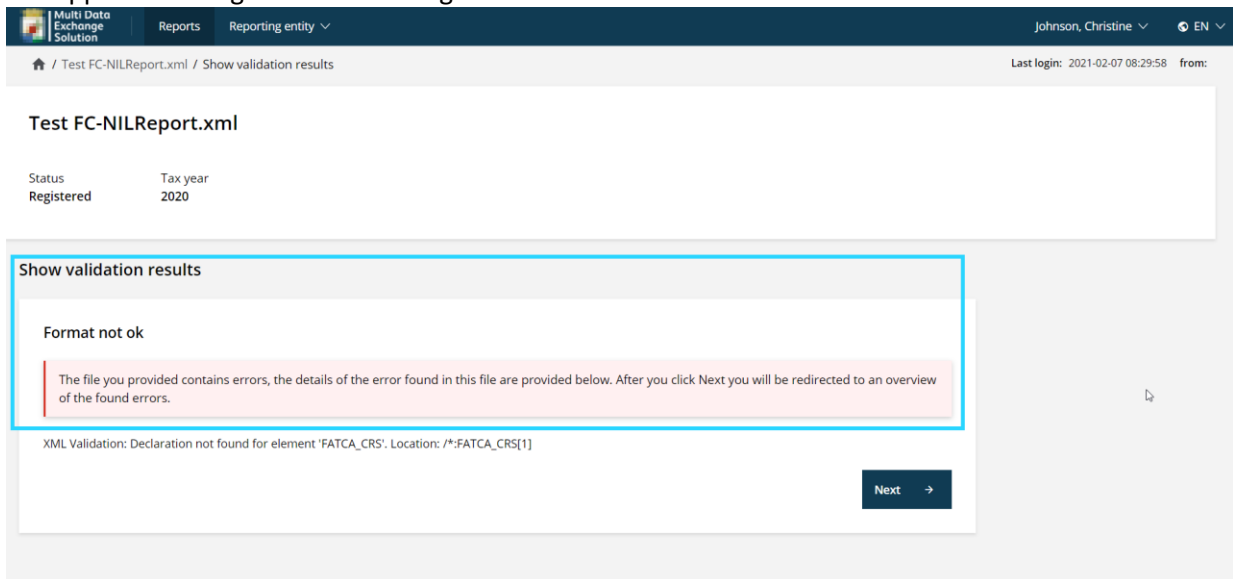 Multi Data
Exchange
Solution
Reports
Reporting entity
Johnson, Christine
EN
/ Test FC-NILReport.xml / Show validation results
Last login: 2021-02-07 08:29:58 from:
Test FC-NILReport.xml
Status
Tax year
Registered
2020
Show validation results
Format not ok
The file you provided contains errors, the details of the error found in this file are provided below. After you click Next you will be redirected to an overview
of the found errors.
XML Validation: Declaration not found for element 'FATCA_CRS'. Location: /*:FATCA_CRS[1]
Next →